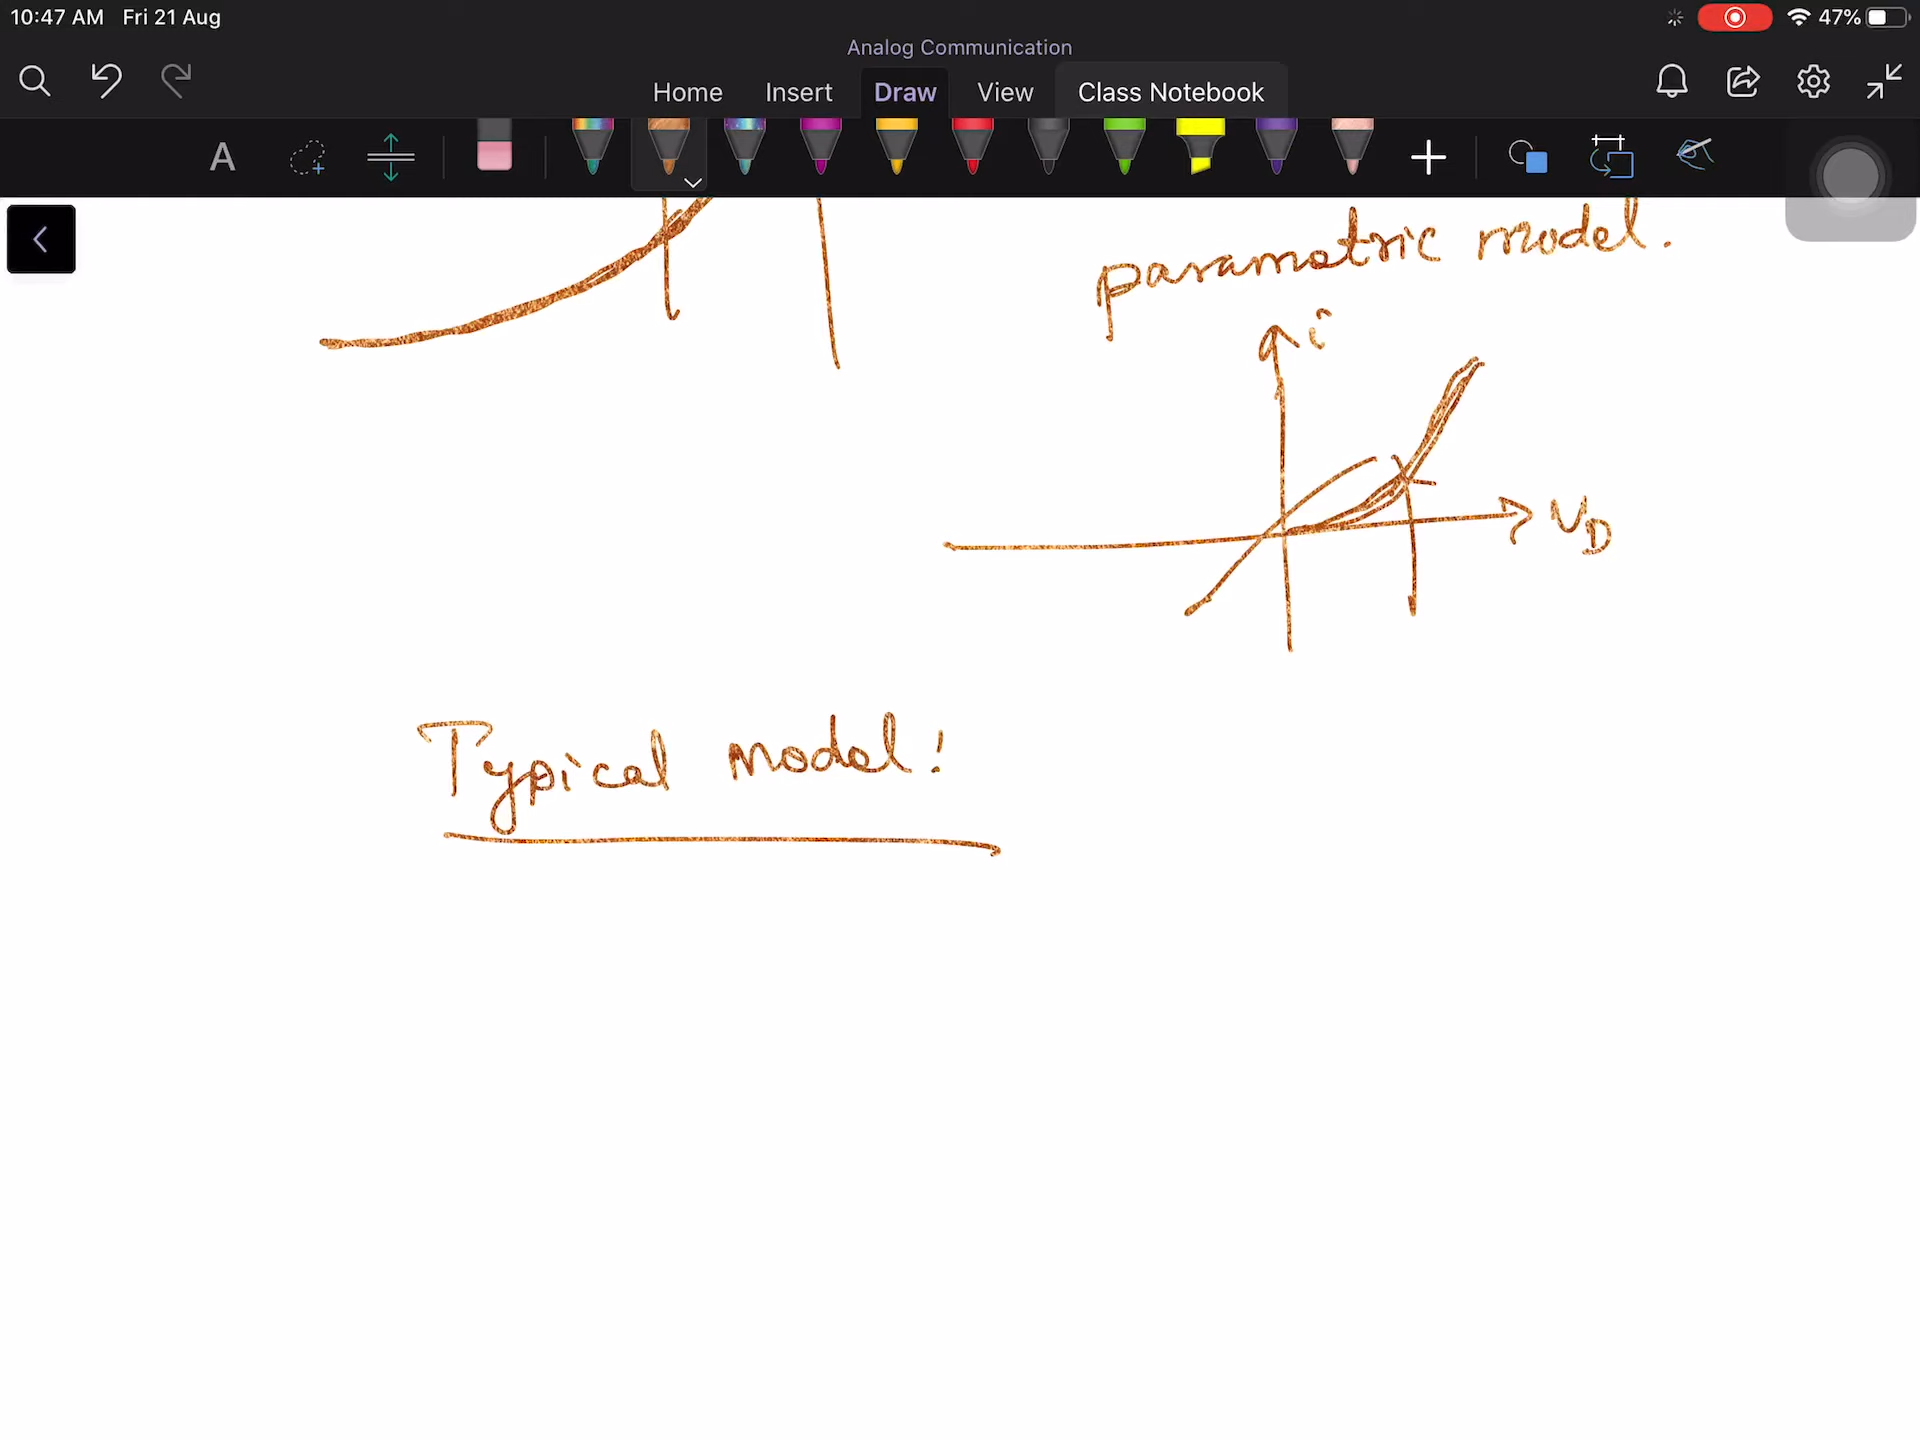 10:47 AM Fri 21 Aug
47%
Analog Communication
Home Insert Draw View Class Notebook
A
parametric model.
i
VD
Typical model: